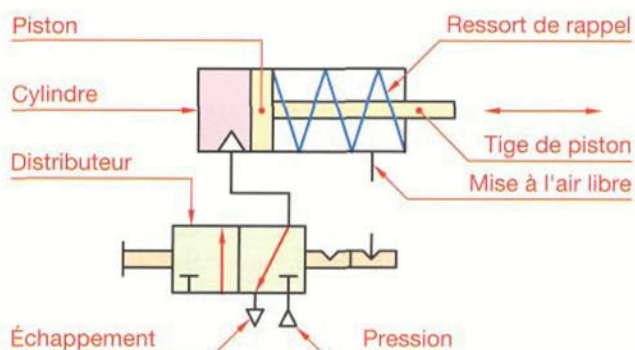 Piston
Ressort de rappel
Cylindre
Tige de piston
Distributeur
Mise à l'air libre
Échappement
Pression